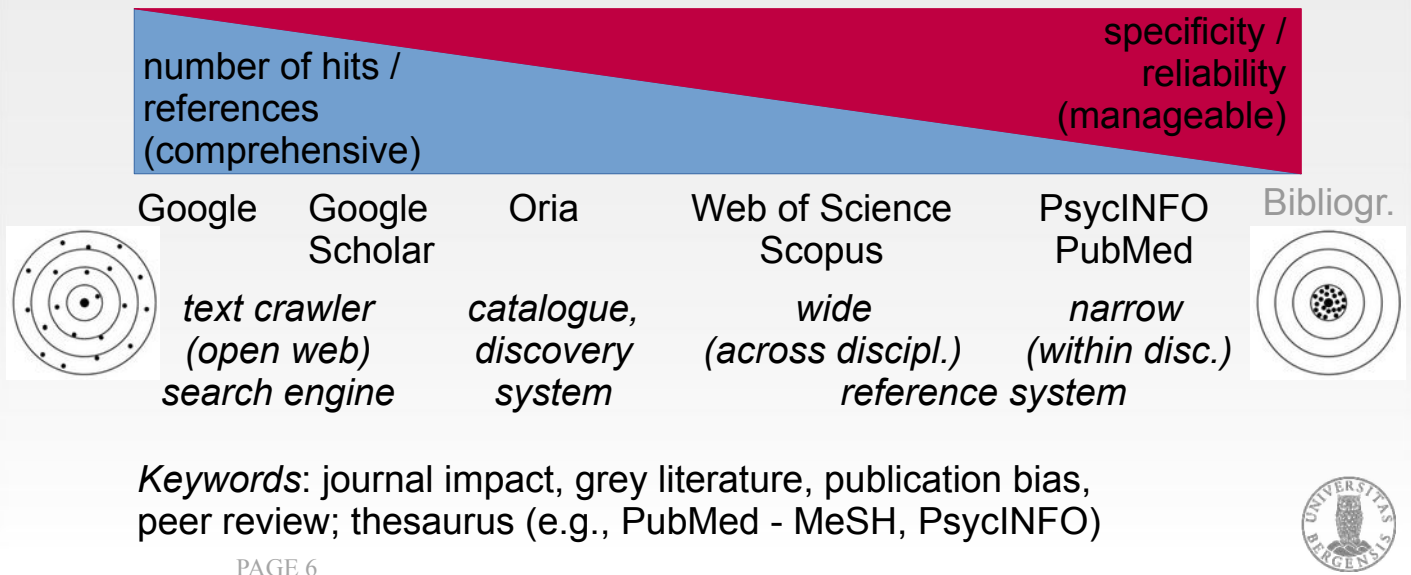 number of hits /
references
(comprehensive)
specificity /
reliability
(manageable)
Google
Google
Scholar
Oria
Web of Science
Scopus
PsycINFO
PubMed
Bibliogr.
text crawler
(open web)
search engine
catalogue,
discovery
system
wide
(across discipl.)
narrow
(within disc.)
reference system
Keywords: journal impact, grey literature, publication bias,
peer review; thesaurus (e.g., PubMed - MeSH, PsycINFO)
UNIVERSITAS
BERGENSIS
PAGE 6